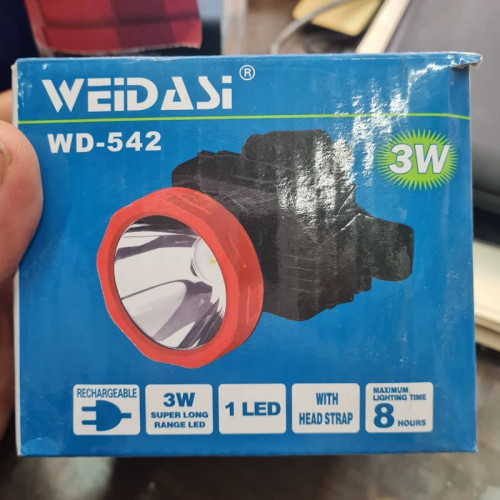 WEiDASi®
WD-542
3W
RECHARGEABLE
3W
SUPER LONG
RANGE LED
1 LED
WITH
HEAD STRAP
MAXIMUM
LIGHTING TIME
8 HOURS